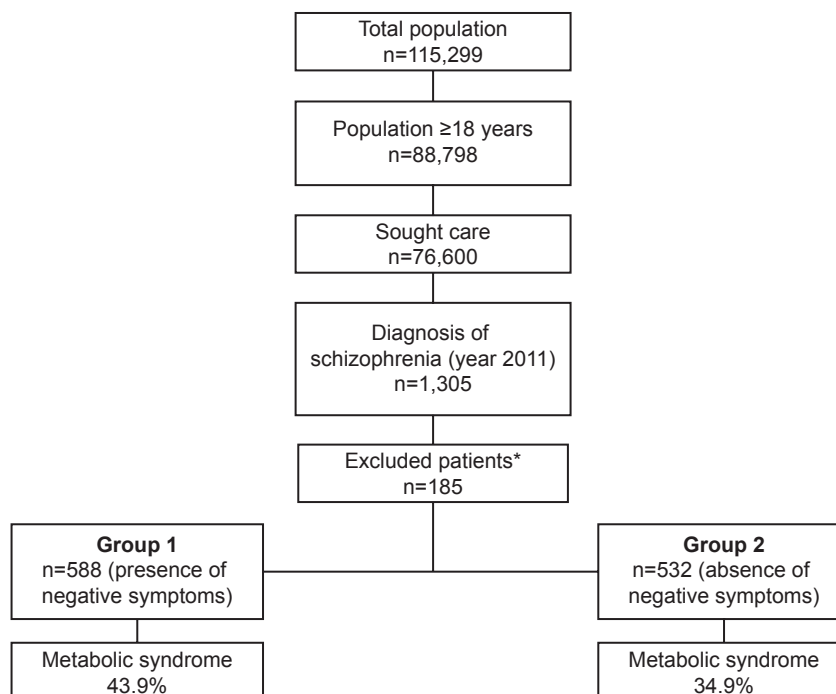 Total population
n=115,299
Population ≥18 years
n=88,798
Sought care
n=76,600
Diagnosis of
schizophrenia (year 2011)
n=1,305
Excluded patients*
n=185
Group 1
n=588 (presence of
negative symptoms)
Group 2
n=532 (absence of
negative symptoms)
Metabolic syndrome
43.9%
Metabolic syndrome
34.9%